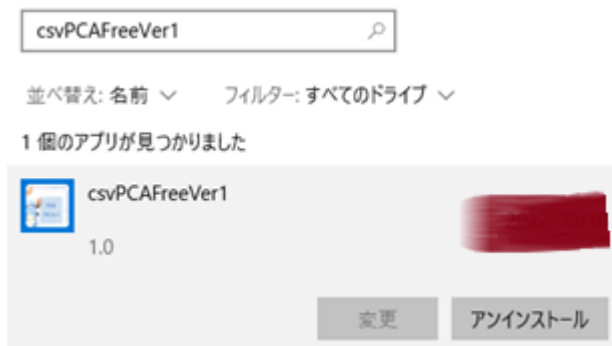 csvPCAFreeVer1
並べ替え: 名前 フィルター: すべてのドライブ
1 個のアプリが見つかりました
csvPCAFreeVer1
1.0
変更 アンインストール